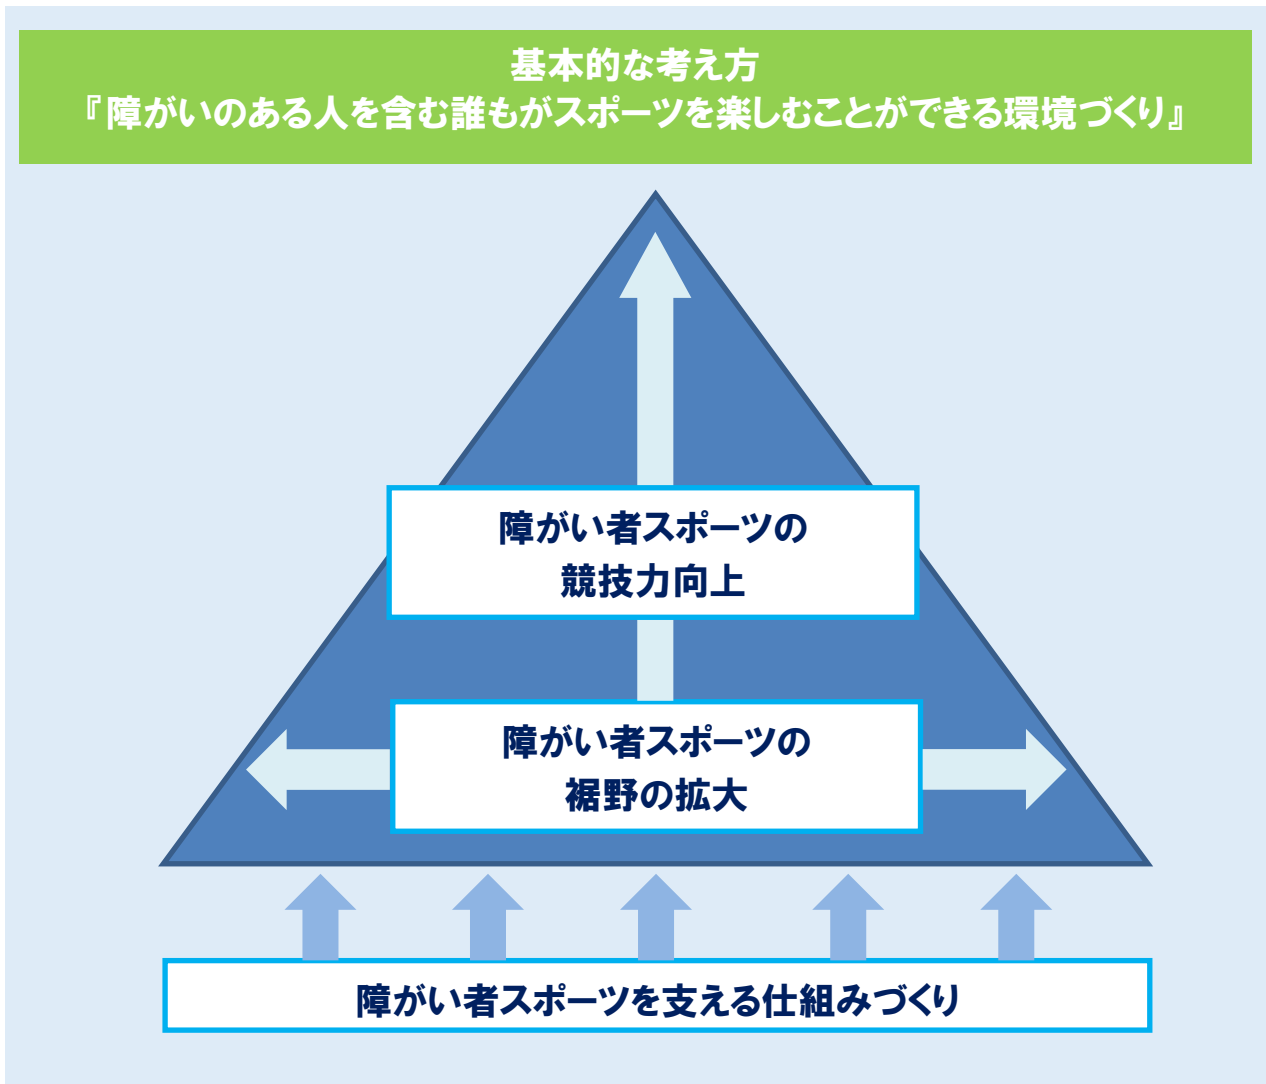 基本的な考え方
『障がいのある人を含む誰もがスポーツを楽しむことができる環境づくり』
障がい者スポーツの
競技力向上
障がい者スポーツの
裾野の拡大
障がい者スポーツを支える仕組みづくり